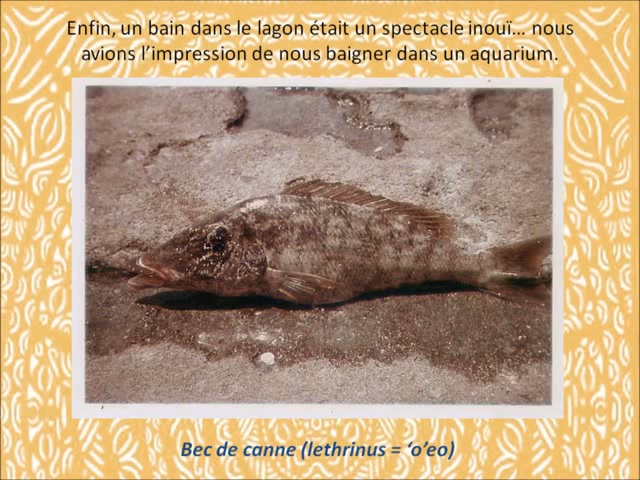 Enfin, un bain dans le lagon était un spectacle inouï… nous
avions l’impression de nous baigner dans un aquarium.
Bec de canne (lethrinus = ‘o’eo)